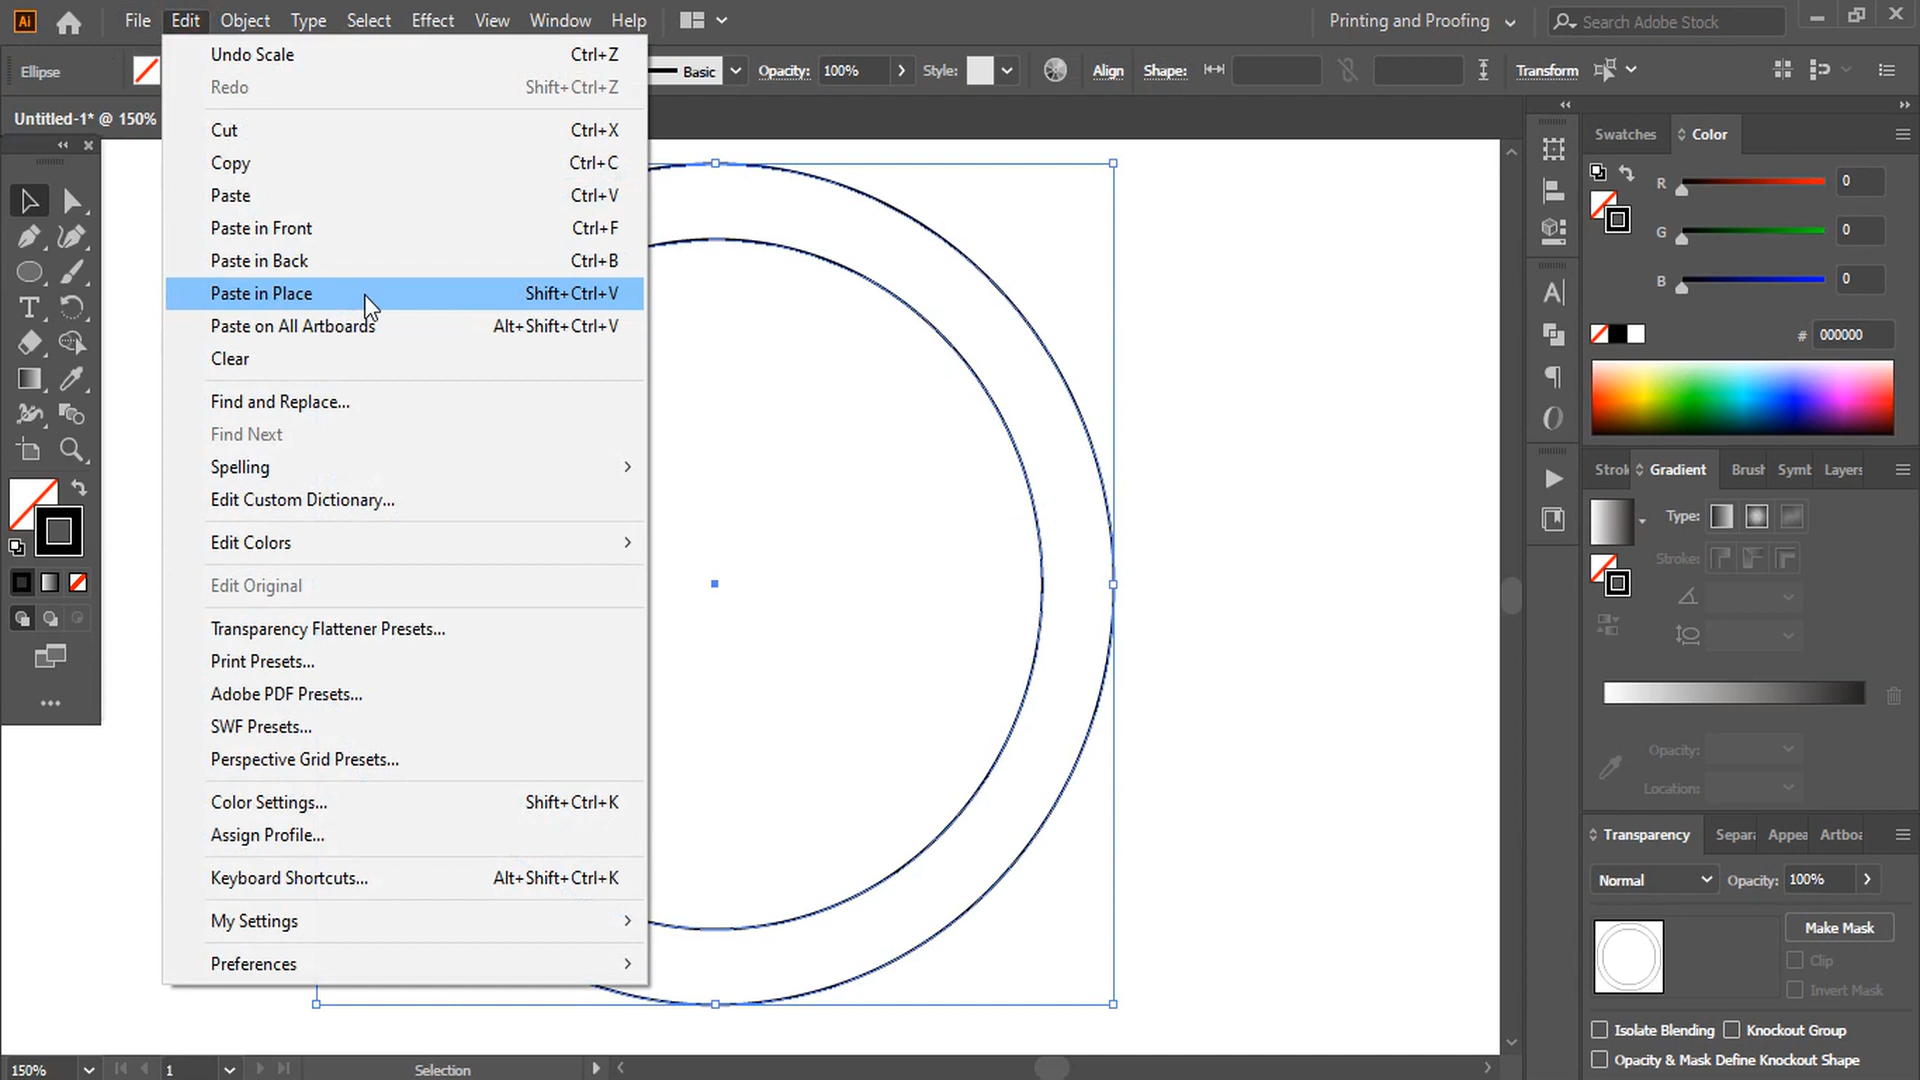 Ai File Edit Object Type Select Effect View Window Help Printing and Proofing Search Adobe Stock
Ellipse Basic Opacity: 100% Style: Align Shape: Transform
Untitled-1* @ 150%
Undo Scale Ctrl+Z
Redo Shift+Ctrl+Z
Cut Ctrl+X
Copy Ctrl+C
Paste Ctrl+V
Paste in Front Ctrl+F
Paste in Back Ctrl+B
Paste in Place Shift+Ctrl+V
Paste on All Artboards Alt+Shift+Ctrl+V
Clear
Find and Replace...
Find Next
Spelling
Edit Custom Dictionary...
Edit Colors
Edit Original
Transparency Flattener Presets...
Print Presets...
Adobe PDF Presets...
SWF Presets...
Perspective Grid Presets...
Color Settings... Shift+Ctrl+K
Assign Profile...
Keyboard Shortcuts... Alt+Shift+Ctrl+K
My Settings
Preferences
Swatches Color
R 0
G 0
B 0
# 000000
Strok Gradient Brush Symb Layers
Type:
Stroke:
Opacity:
Location:
Transparency Separa Appea Artboa
Normal Opacity: 100%
Make Mask
Clip
Invert Mask
Isolate Blending Knockout Group
Opacity & Mask Define Knockout Shape
150% 1 Selection